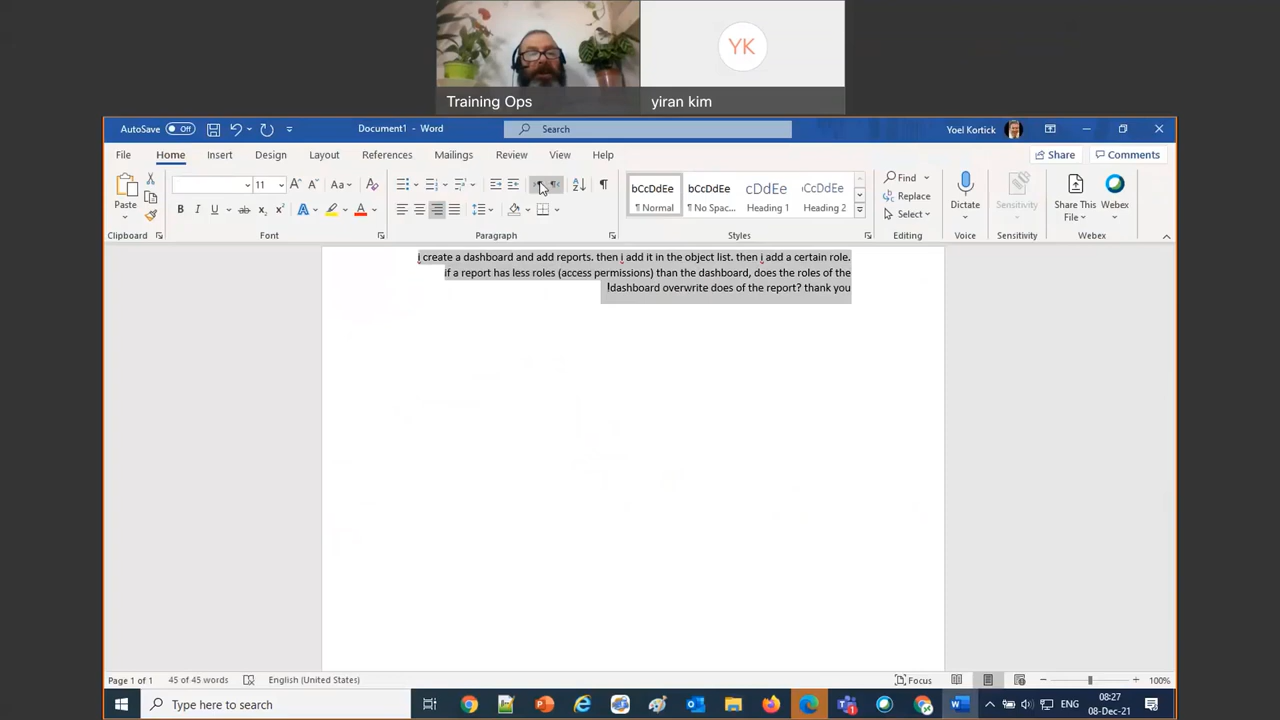 Training Ops
yiran kim
YK
AutoSave Off
Document1 - Word
Search
Yoel Kortick
File Home Insert Design Layout References Mailings Review View Help
Share Comments
11
Aa
Paste
Find
Replace
Select
Dictate
Sensitivity
Share This File
Webex
bCcDdEe bCcDdEe cDdEe ıCcDdEe
¶ Normal ¶ No Spac... Heading 1 Heading 2
B I U ab x₂ x² A A
Clipboard Font Paragraph Styles Editing Voice Sensitivity Webex
i create a dashboard and add reports. then i add it in the object list. then i add a certain role.
if a report has less roles (access permissions) than the dashboard, does the roles of the
!dashboard overwrite does of the report? thank you
Page 1 of 1 45 of 45 words English (United States) Focus 100%
Type here to search
ENG
08:27
08-Dec-21